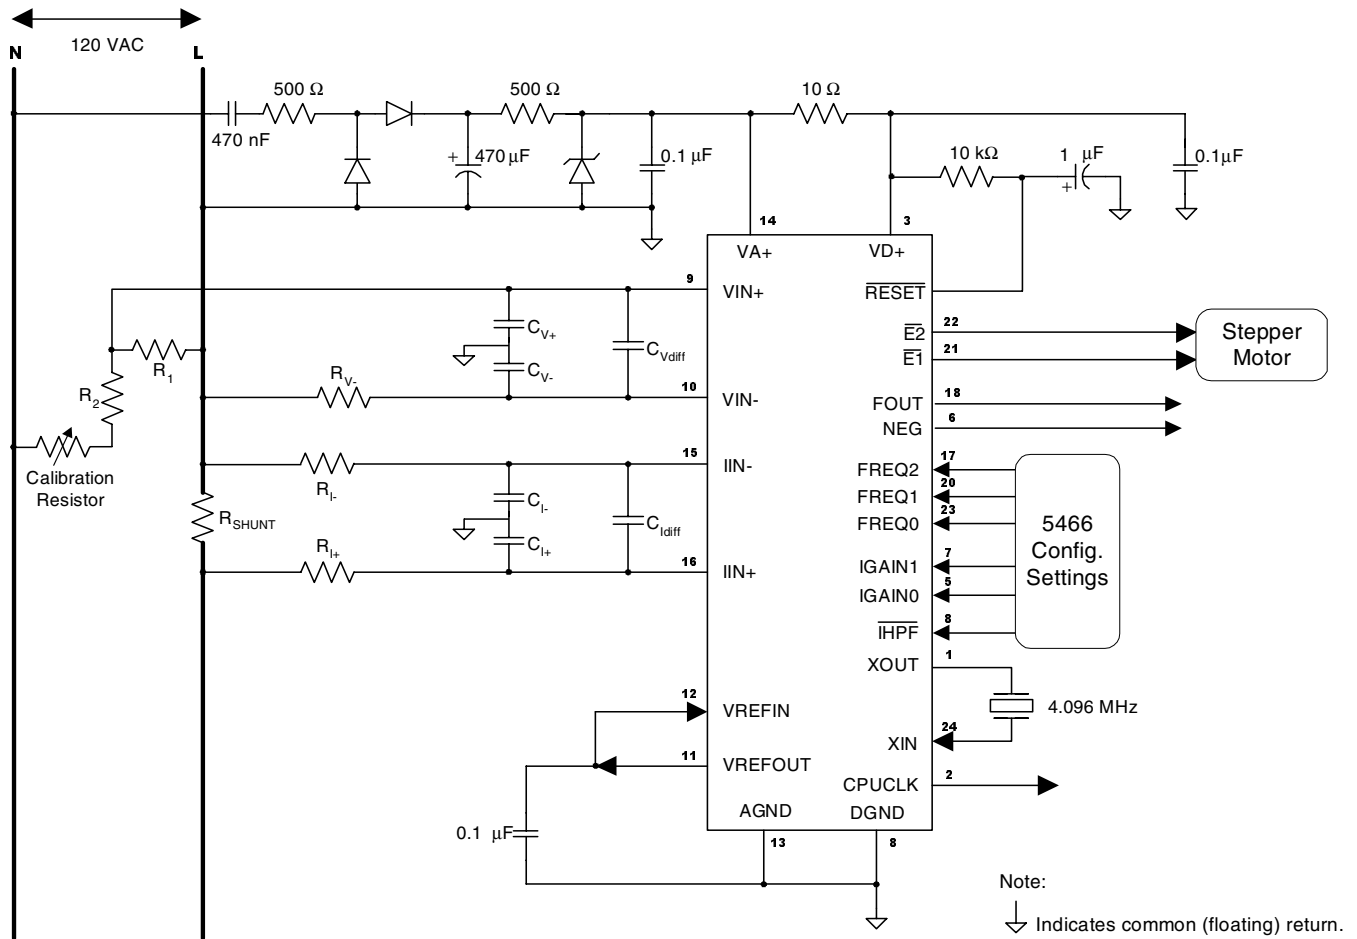 120 VAC
N
L
500 Ω
470 nF
500 Ω
+ 470 µF
0.1 µF
10 Ω
10 kΩ
1 µF
+
0.1 µF
14
3
VA+
VD+
9
VIN+
RESET
CV+
CV-
CVdiff
22
E2
21
E1
Stepper
Motor
R1
R2
RV-
10
VIN-
18
FOUT
6
NEG
Calibration
Resistor
15
IIN-
RI-
CI-
CI+
CIdiff
RSHUNT
RI+
16
IIN+
17
FREQ2
20
FREQ1
23
FREQ0
7
IGAIN1
5
IGAIN0
8
IHPF
5466
Config.
Settings
1
XOUT
4.096 MHz
24
XIN
12
VREFIN
11
VREFOUT
2
CPUCLK
0.1 µF
AGND
DGND
13
8
Note:
Indicates common (floating) return.